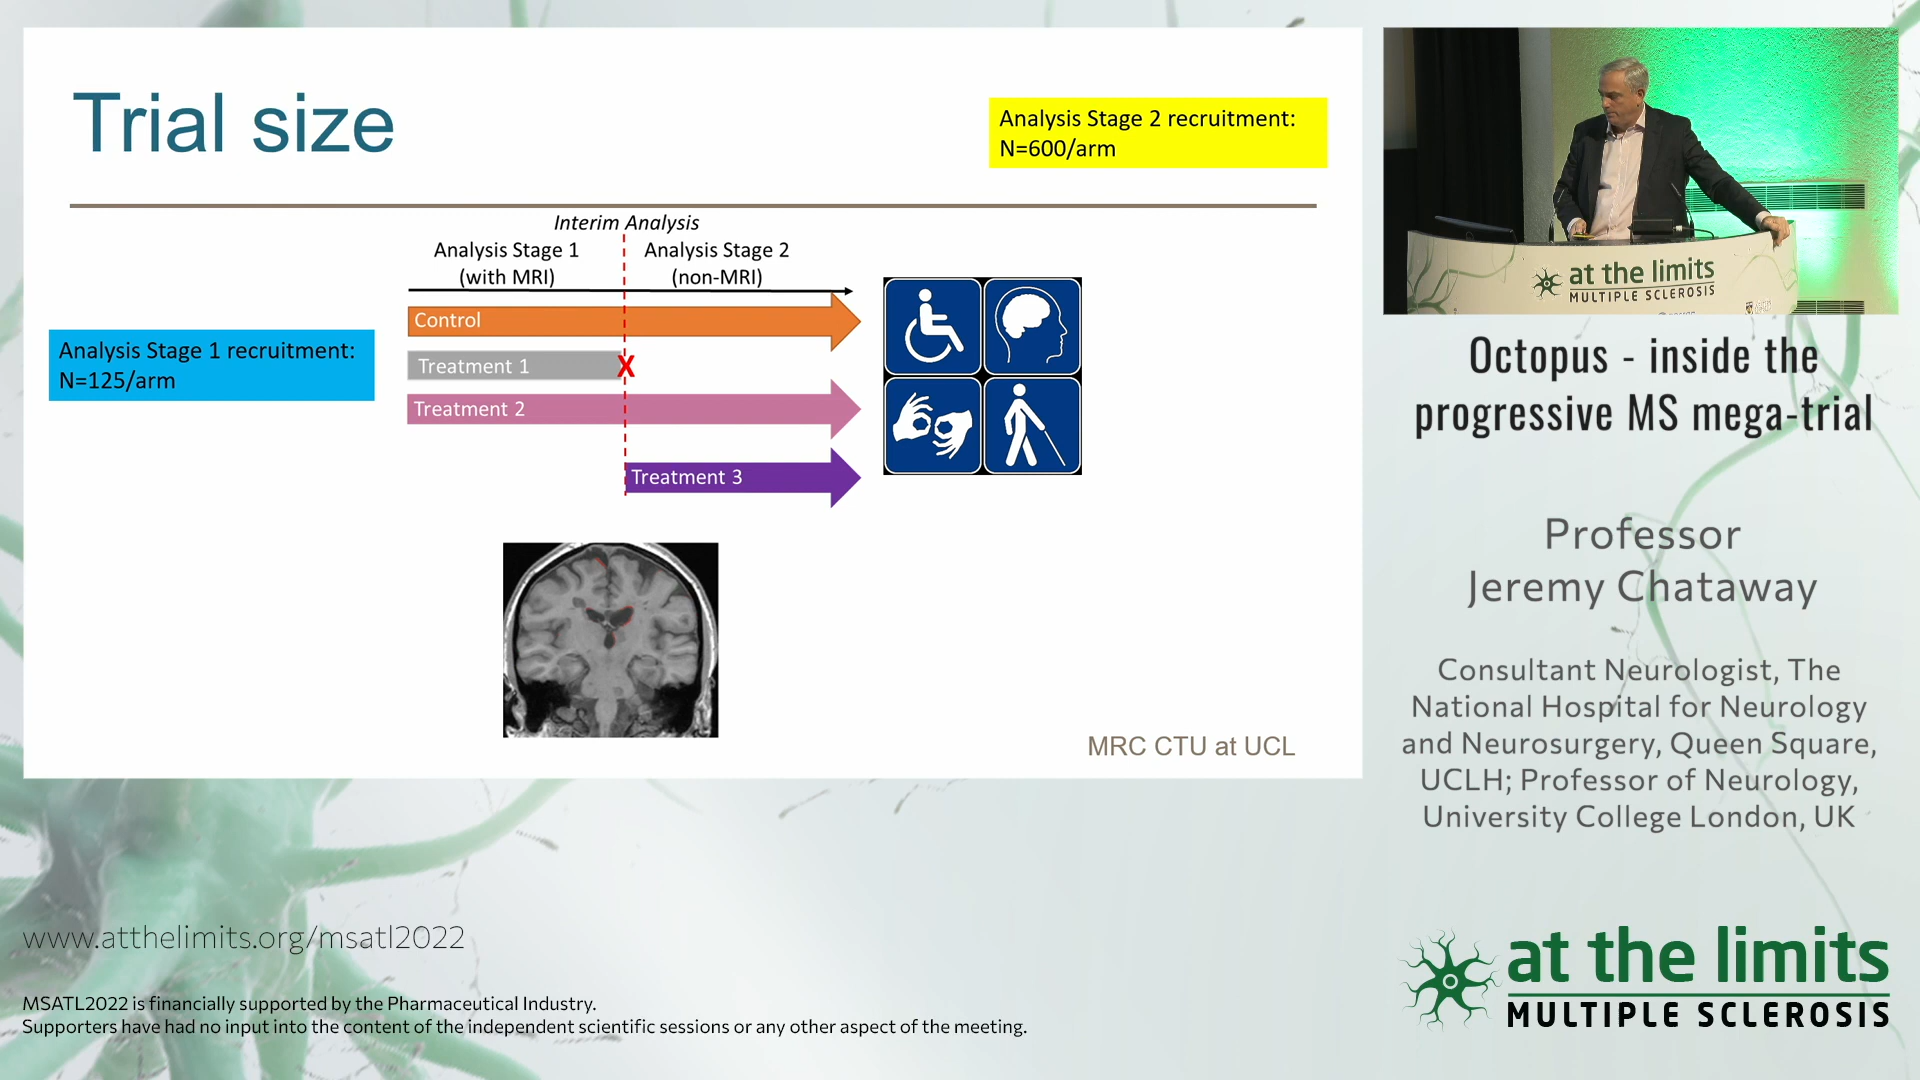 Trial size
Analysis Stage 2 recruitment:
N=600/arm
Interim Analysis
Analysis Stage 1
(with MRI)
Analysis Stage 2
(non-MRI)
Control
Analysis Stage 1 recruitment:
N=125/arm
Treatment 1
X
Treatment 2
Treatment 3
MRC CTU at UCL
at the limits
MULTIPLE SCLEROSIS
Octopus - inside the
progressive MS mega-trial
Professor
Jeremy Chataway
Consultant Neurologist, The
National Hospital for Neurology
and Neurosurgery, Queen Square,
UCLH; Professor of Neurology,
University College London, UK
www.atthelimits.org/msatl2022
MSATL2022 is financially supported by the Pharmaceutical Industry.
Supporters have had no input into the content of the independent scientific sessions or any other aspect of the meeting.
at the limits
MULTIPLE SCLEROSIS